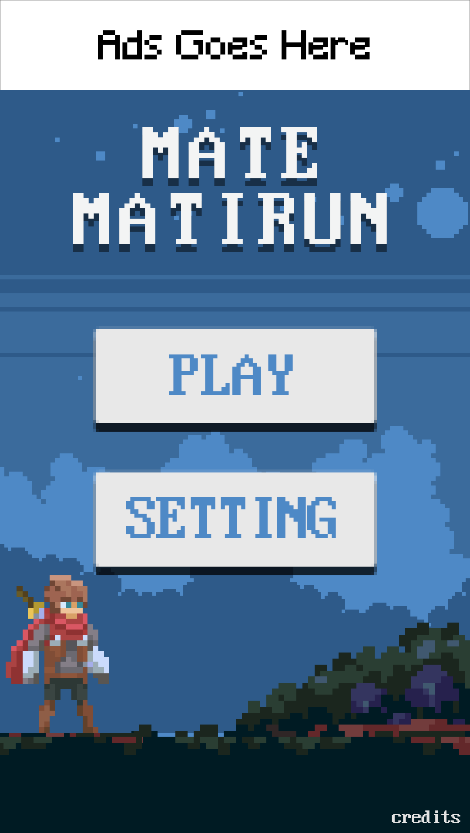 Ads Goes Here
MATE
MATIRUN
PLAY
SETTING
credits